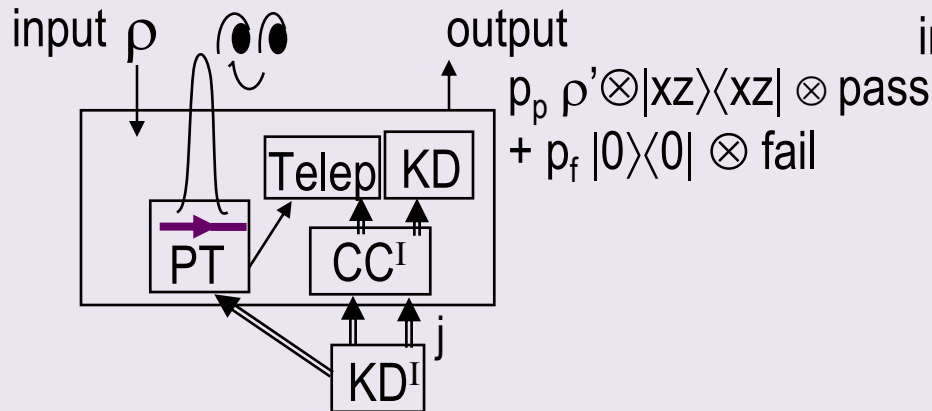 input ρ
output
p_p ρ'⊗|xz⟩⟨xz| ⊗ pass
+ p_f |0⟩⟨0| ⊗ fail
Telep
KD
PT
CC^I
j
KD^I